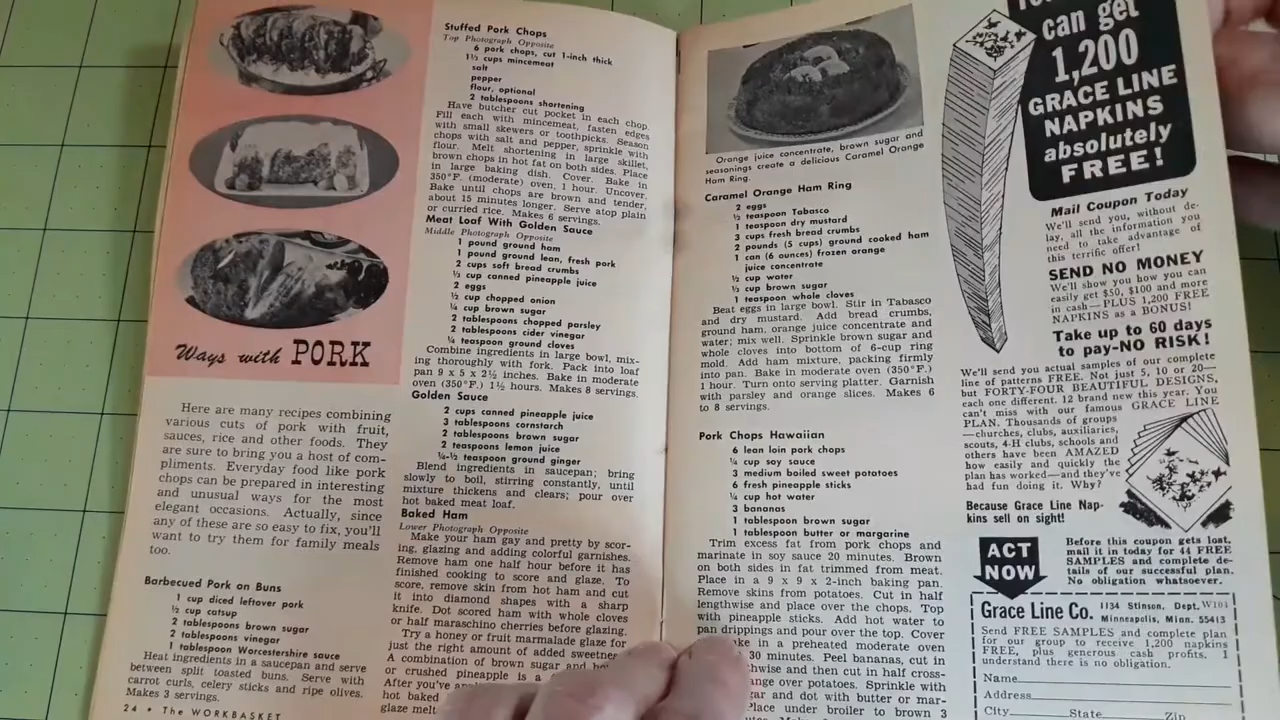 Ways with PORK
Here are many recipes combining
various cuts of pork with fruit,
sauces, rice and other foods. They
are sure to bring you a host of com-
pliments. Everyday food like pork
chops can be prepared in interesting
and unusual ways for the most
elegant occasions. Actually, since
any of these are so easy to fix, you'll
want to try them for family meals
too.
Barbecued Pork on Buns
1 cup diced leftover pork
½ cup catsup
2 tablespoons brown sugar
2 tablespoons vinegar
1 tablespoon Worcestershire sauce
Heat ingredients in a saucepan and serve
between split toasted buns. Serve with
carrot curls, celery sticks and ripe olives.
Makes 3 servings.
24 • The WORKBASKET
Stuffed Pork Chops
Top Photograph Opposite
6 pork chops, cut 1-inch thick
1½ cups mincemeat
salt
pepper
flour, optional
2 tablespoons shortening
Have butcher cut pocket in each chop.
Fill each with mincemeat, fasten edges
with small skewers or toothpicks. Season
chops with salt and pepper, sprinkle with
flour. Melt shortening in large skillet,
brown chops in hot fat on both sides. Place
in large baking dish. Cover. Bake in
350°F. (moderate) oven, 1 hour. Uncover.
Bake until chops are brown and tender,
about 15 minutes longer. Serve atop plain
or curried rice. Makes 6 servings.
Meat Loaf With Golden Sauce
Middle Photograph Opposite
1 pound ground ham
1 pound ground lean, fresh pork
2 cups soft bread crumbs
⅓ cup canned pineapple juice
2 eggs
½ cup chopped onion
¼ cup brown sugar
2 tablespoons chopped parsley
2 tablespoons cider vinegar
¼ teaspoon ground cloves
Combine ingredients in large bowl, mix-
ing thoroughly with fork. Pack into loaf
pan 9 x 5 x 2½ inches. Bake in moderate
oven (350°F.) 1½ hours. Makes 8 servings.
Golden Sauce
2 cups canned pineapple juice
3 tablespoons cornstarch
2 tablespoons brown sugar
2 teaspoons lemon juice
¼-½ teaspoon ground ginger
Blend ingredients in saucepan; bring
slowly to boil, stirring constantly, until
mixture thickens and clears; pour over
hot baked meat loaf.
Baked Ham
Lower Photograph Opposite
Make your ham gay and pretty by scor-
ing, glazing and adding colorful garnishes.
Remove ham one half hour before it has
finished cooking to score and glaze. To
score, remove skin from hot ham and cut
it into diamond shapes with a sharp
knife. Dot scored ham with whole cloves
or half maraschino cherries before glazing.
Try a honey or fruit marmalade glaze for
just the right amount of added sweetness.
A combination of brown sugar and
or crushed pineapple is a
After you've
hot baked
glaze melt
Orange juice concentrate, brown sugar and
seasonings create a delicious Caramel Orange
Ham Ring.
Caramel Orange Ham Ring
2 eggs
½ teaspoon Tabasco
1 teaspoon dry mustard
3 cups fresh bread crumbs
2 pounds (5 cups) ground cooked ham
1 can (6 ounces) frozen orange
juice concentrate
½ cup water
½ cup brown sugar
1 teaspoon whole cloves
Beat eggs in large bowl. Stir in Tabasco
and dry mustard. Add bread crumbs,
ground ham, orange juice concentrate and
water; mix well. Sprinkle brown sugar and
whole cloves into bottom of 6-cup ring
mold. Add ham mixture, packing firmly
into pan. Bake in moderate oven (350°F.)
1 hour. Turn onto serving platter. Garnish
with parsley and orange slices. Makes 6
to 8 servings.
Pork Chops Hawaiian
6 lean loin pork chops
¼ cup soy sauce
3 medium boiled sweet potatoes
6 fresh pineapple sticks
¼ cup hot water
3 bananas
1 tablespoon brown sugar
1 tablespoon butter or margarine
Trim excess fat from pork chops and
marinate in soy sauce 20 minutes. Brown
on both sides in fat trimmed from meat.
Place in a 9 x 9 x 2-inch baking pan.
Remove skins from potatoes. Cut in half
lengthwise and place over the chops. Top
with pineapple sticks. Add hot water to
pan drippings and pour over the top. Cover
in a preheated moderate oven
30 minutes. Peel bananas, cut in
and then cut in half cross-
over potatoes. Sprinkle with
and dot with butter or mar-
Place under broiler to brown 3
can get
1,200
GRACE LINE
NAPKINS
absolutely
FREE!
Mail Coupon Today
We'll send you, without de-
lay, all the information you
need to take advantage of
this terrific offer!
SEND NO MONEY
We'll show you how you can
easily get $50, $100 and more
in cash—PLUS 1,200 FREE
NAPKINS as a BONUS!
Take up to 60 days
to pay-NO RISK!
We'll send you actual samples of our complete
line of patterns FREE. Not just 5, 10 or 20—
but FORTY-FOUR BEAUTIFUL DESIGNS,
each one different. 12 brand new this year. You
can't miss with our famous GRACE LINE
PLAN. Thousands of groups
—churches, clubs, auxiliaries,
scouts, 4-H clubs, schools and
others have been AMAZED
how easily and quickly the
plan has worked—and they've
had fun doing it. Why?
Because Grace Line Nap-
kins sell on sight!
ACT
NOW
Before this coupon gets lost,
mail it in today for 44 FREE
SAMPLES and complete de-
tails of our successful plan.
No obligation whatsoever.
Grace Line Co. 1134 Stinson, Dept. W104
Minneapolis, Minn. 55413
Send FREE SAMPLES and complete plan
for our group to receive 1,200 napkins
FREE, plus generous cash profits. I
understand there is no obligation.
Name
Address
City State Zip